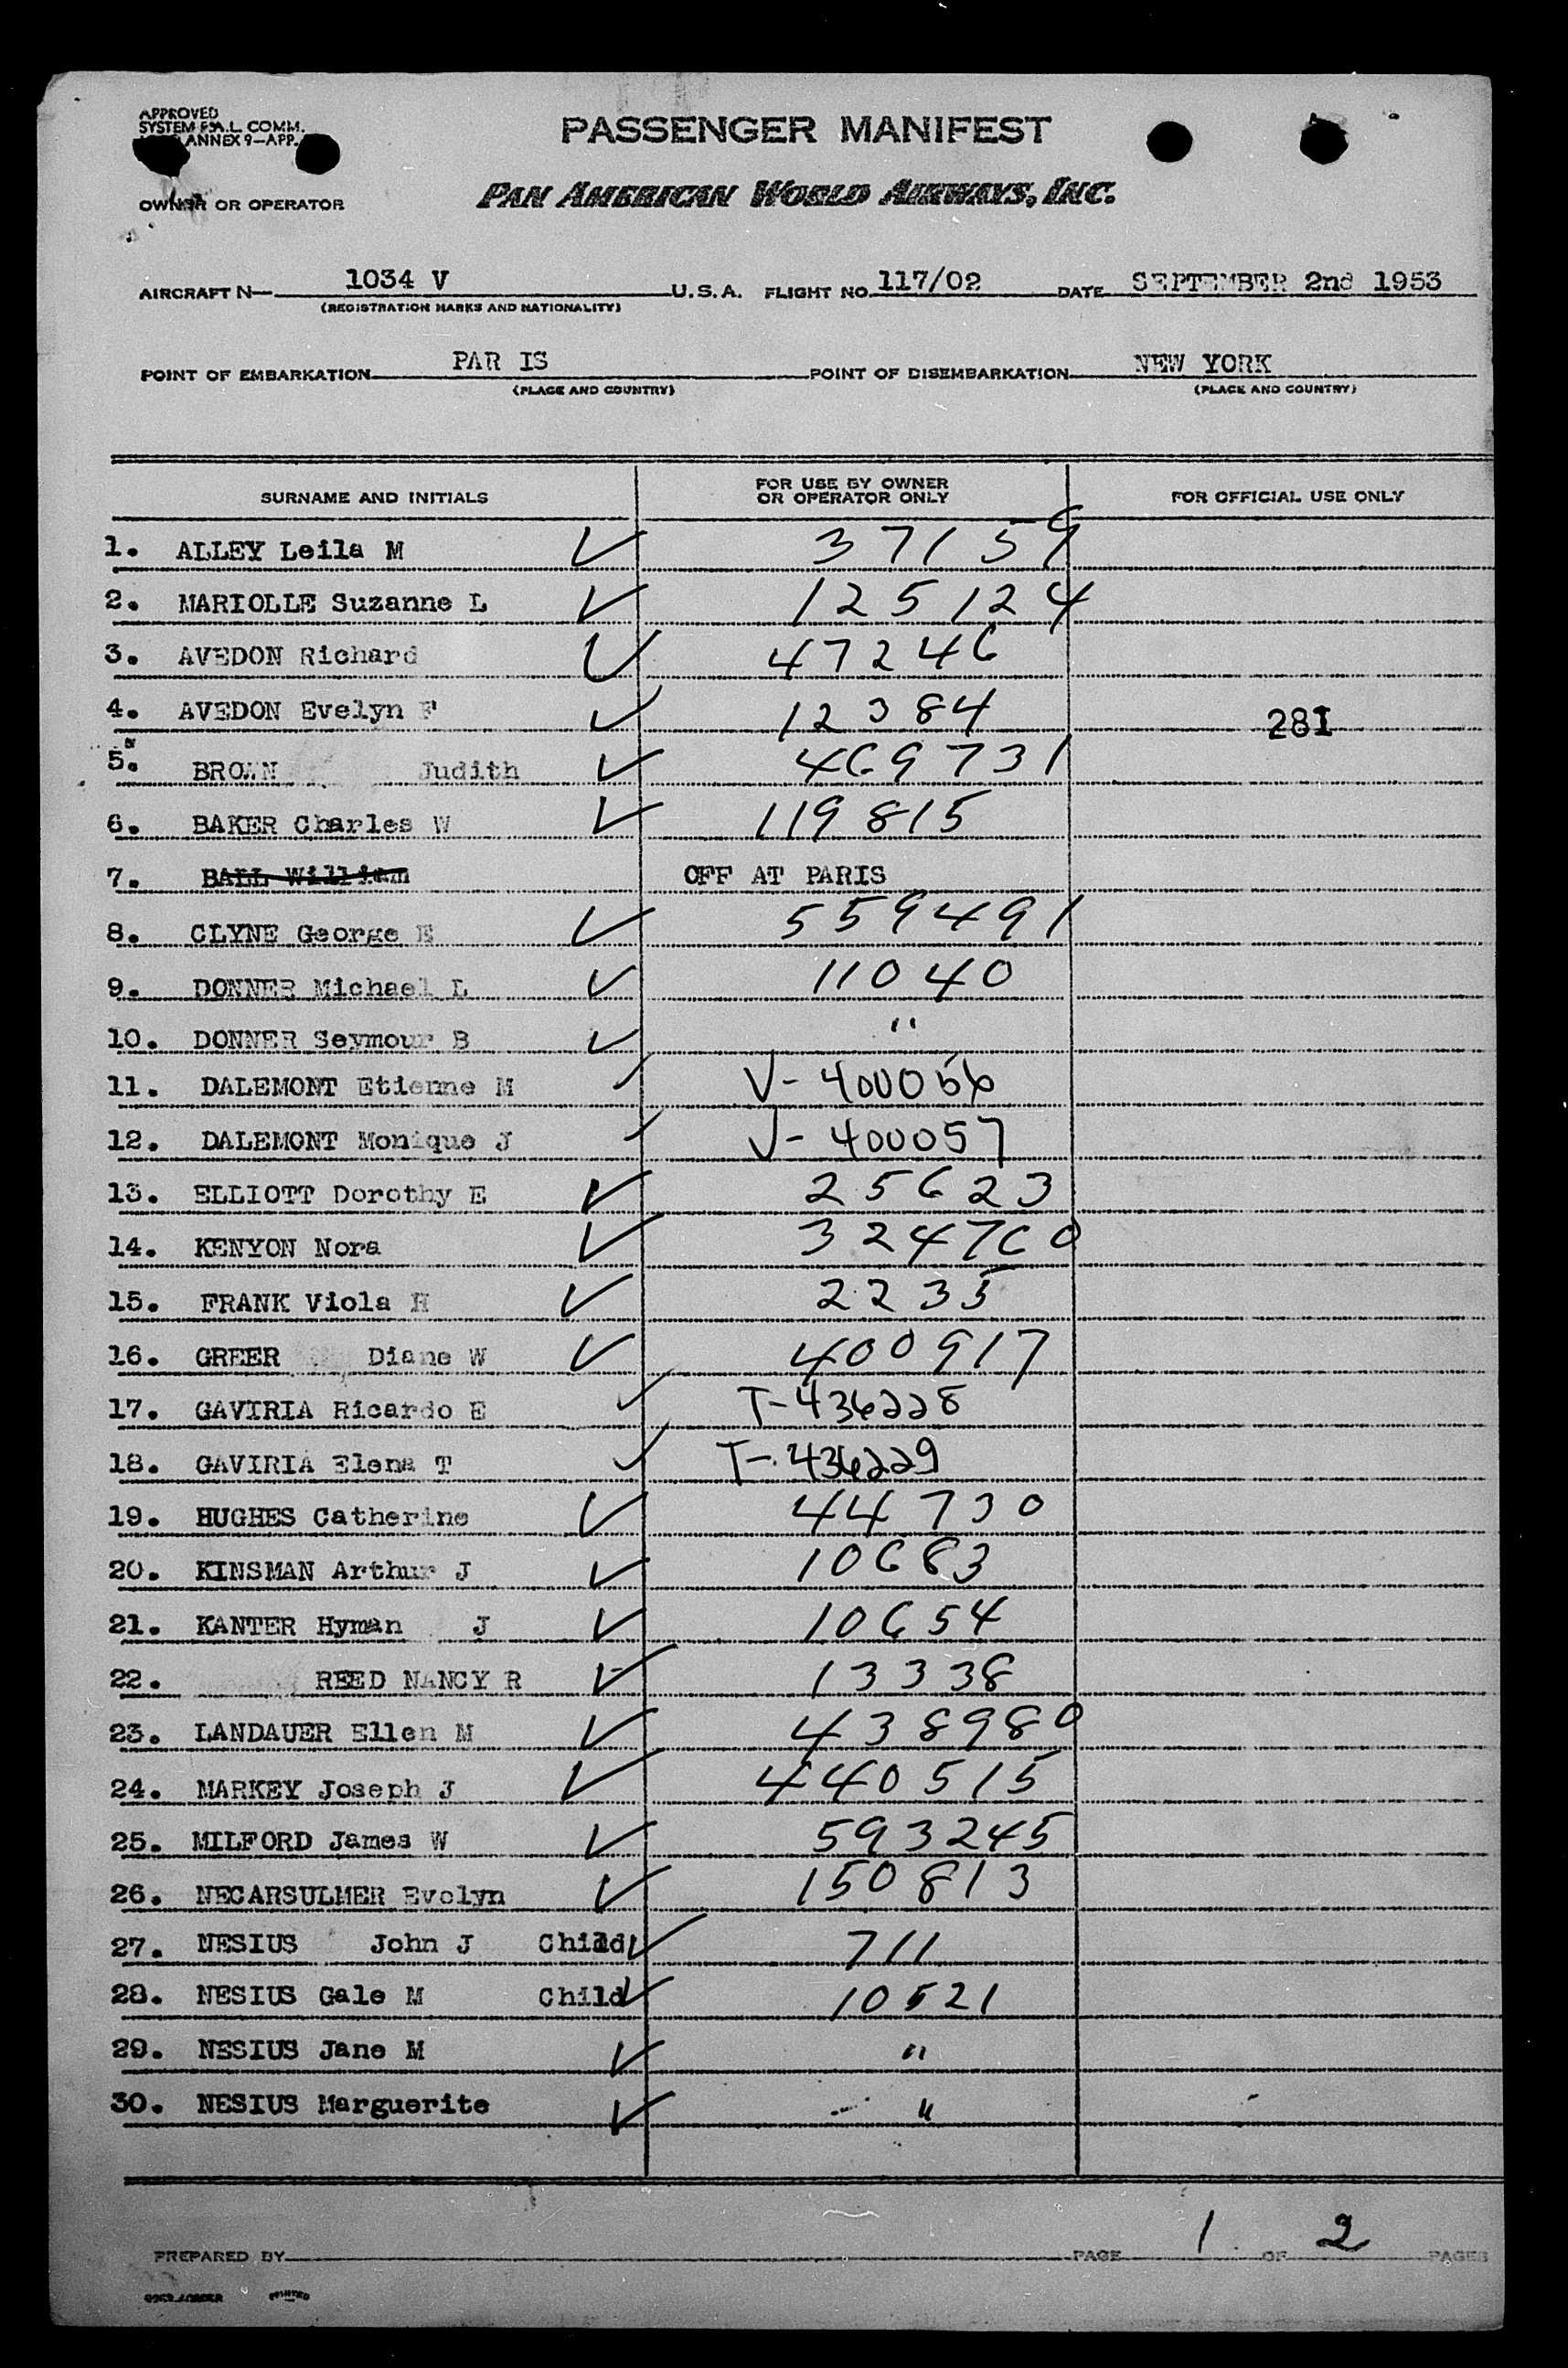 APPROVED
SYSTEM F.A.L. COMM.
ANNEX 9—APP.
OWNER OR OPERATOR
PASSENGER MANIFEST
PAN AMERICAN WORLD AIRWAYS, INC.
AIRCRAFT N— 1034 V U.S.A. FLIGHT NO. 117/02 DATE SEPTEMBER 2nd 1953
(REGISTRATION MARKS AND NATIONALITY)
POINT OF EMBARKATION PAR IS POINT OF DISEMBARKATION NEW YORK
(PLACE AND COUNTRY) (PLACE AND COUNTRY)
SURNAME AND INITIALS FOR USE BY OWNER OR OPERATOR ONLY FOR OFFICIAL USE ONLY
1. ALLEY Leila M ✓ 37159
2. MARIOLLE Suzanne L ✓ 125124
3. AVEDON Richard ✓ 47246
4. AVEDON Evelyn F ✓ 12384 281
5. BROWN Judith ✓ 469731
6. BAKER Charles W ✓ 119815
7. BALL William OFF AT PARIS
8. CLYNE George E ✓ 559491
9. DONNER Michael L ✓ 11040
10. DONNER Seymour B ✓ "
11. DALEMONT Etienne M ✓ V-400056
12. DALEMONT Monique J ✓ V-400057
13. ELLIOTT Dorothy E ✓ 25623
14. KENYON Nora ✓ 324760
15. FRANK Viola H ✓ 2235
16. GREER Diane W ✓ 400917
17. GAVIRIA Ricardo E ✓ T-436228
18. GAVIRIA Elena T ✓ T-436229
19. HUGHES Catherine ✓ 44730
20. KINSMAN Arthur J ✓ 10683
21. KANTER Hyman J ✓ 10654
22. REED NANCY R ✓ 13338
23. LANDAUER Ellen M ✓ 438980
24. MARKEY Joseph J ✓ 440515
25. MILFORD James W ✓ 593245
26. NECARSULMER Evelyn ✓ 150813
27. NESIUS John J Child ✓ 711
28. NESIUS Gale M Child ✓ 10521
29. NESIUS Jane M ✓ "
30. NESIUS Marguerite ✓ "
PREPARED BY PAGE 1 OF 2 PAGES
PRINTED